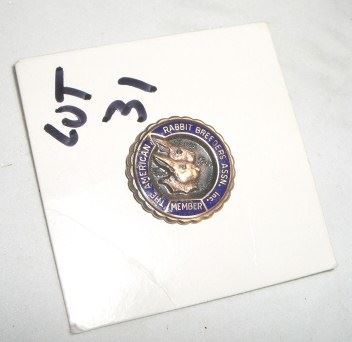 LOT
31
THE AMERICAN RABBIT BREEDERS ASSN. Inc.
MEMBER